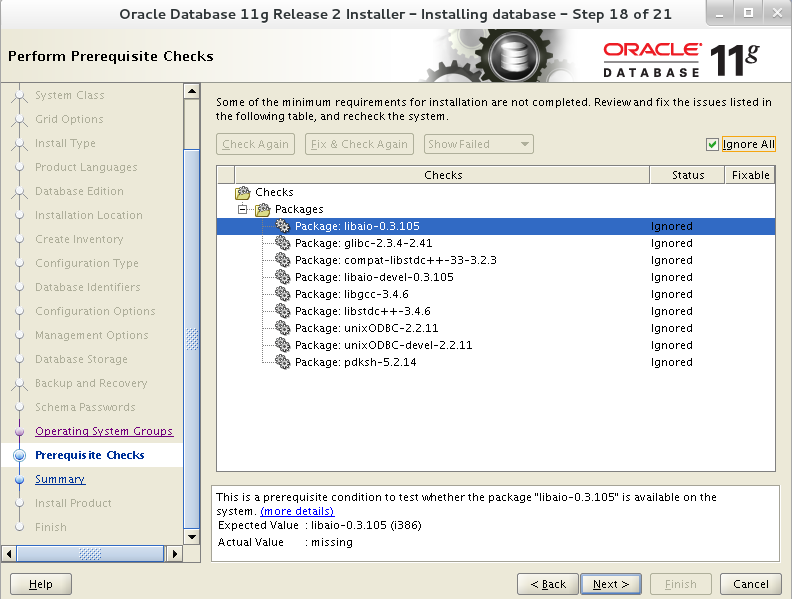 Oracle Database 11g Release 2 Installer - Installing database - Step 18 of 21
Perform Prerequisite Checks
ORACLE
DATABASE 11g
System Class
Grid Options
Install Type
Product Languages
Database Edition
Installation Location
Create Inventory
Configuration Type
Database Identifiers
Configuration Options
Management Options
Database Storage
Backup and Recovery
Schema Passwords
Operating System Groups
Prerequisite Checks
Summary
Install Product
Finish
Some of the minimum requirements for installation are not completed. Review and fix the issues listed in
the following table, and recheck the system.
Check Again Fix & Check Again Show Failed Ignore All
Checks Status Fixable
Checks
Packages
Package: libaio-0.3.105 Ignored
Package: glibc-2.3.4-2.41 Ignored
Package: compat-libstdc++-33-3.2.3 Ignored
Package: libaio-devel-0.3.105 Ignored
Package: libgcc-3.4.6 Ignored
Package: libstdc++-3.4.6 Ignored
Package: unixODBC-2.2.11 Ignored
Package: unixODBC-devel-2.2.11 Ignored
Package: pdksh-5.2.14 Ignored
This is a prerequisite condition to test whether the package "libaio-0.3.105" is available on the
system. (more details)
Expected Value : libaio-0.3.105 (i386)
Actual Value : missing
Help < Back Next > Finish Cancel